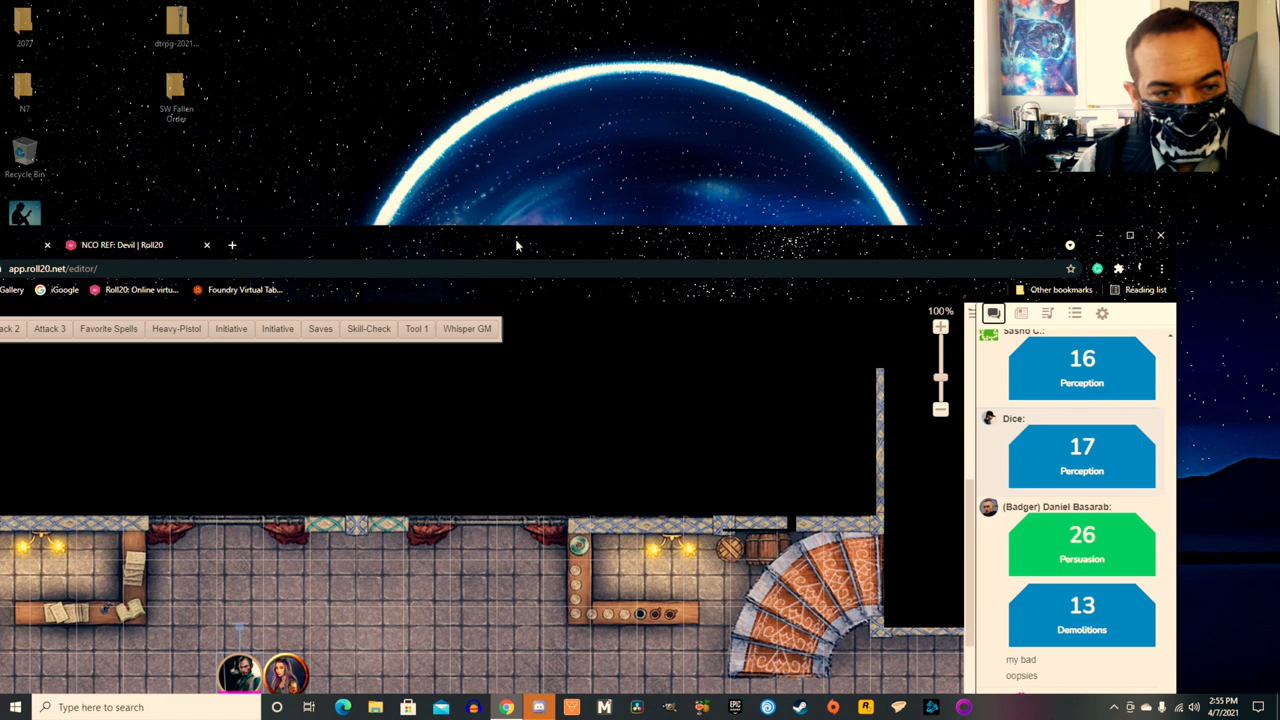 2077
dtrpg-2021...
N7
SW Fallen
Order
Recycle Bin
NCO REF: Devil | Roll20
app.roll20.net/editor/
Gallery
iGoogle
Roll20: Online virtu...
Foundry Virtual Tab...
Other bookmarks
Reading list
ack 2
Attack 3
Favorite Spells
Heavy-Pistol
Initiative
Initiative
Saves
Skill-Check
Tool 1
Whisper GM
100%
Sasho C.:
16
Perception
Dice:
17
Perception
(Badger) Daniel Basarab:
26
Persuasion
13
Demolitions
my bad
oopsies
Type here to search
EPIC
2:55 PM
4/7/2021